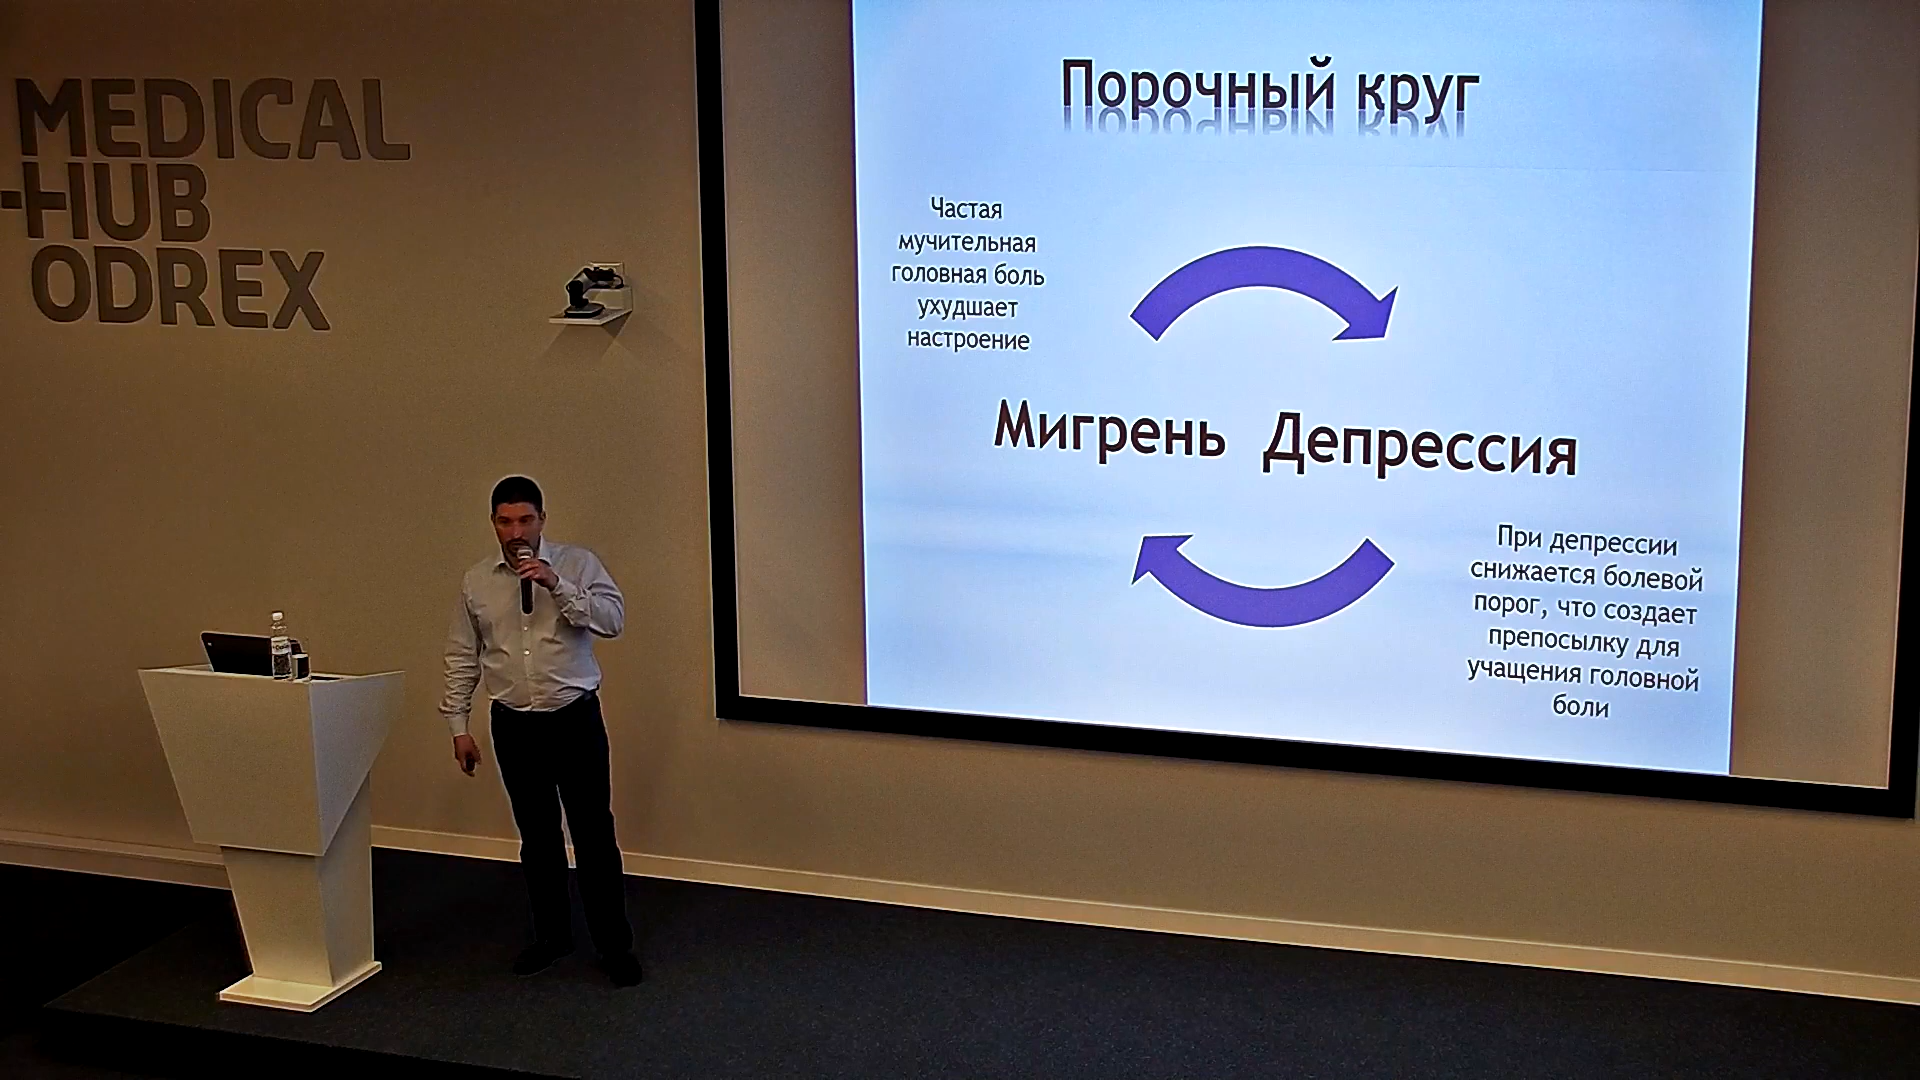 MEDICAL
HUB
ODREX
Порочный круг
Частая
мучительная
головная боль
ухудшает
настроение
Мигрень Депрессия
При депрессии
снижается болевой
порог, что создает
препосылку для
учащения головной
боли